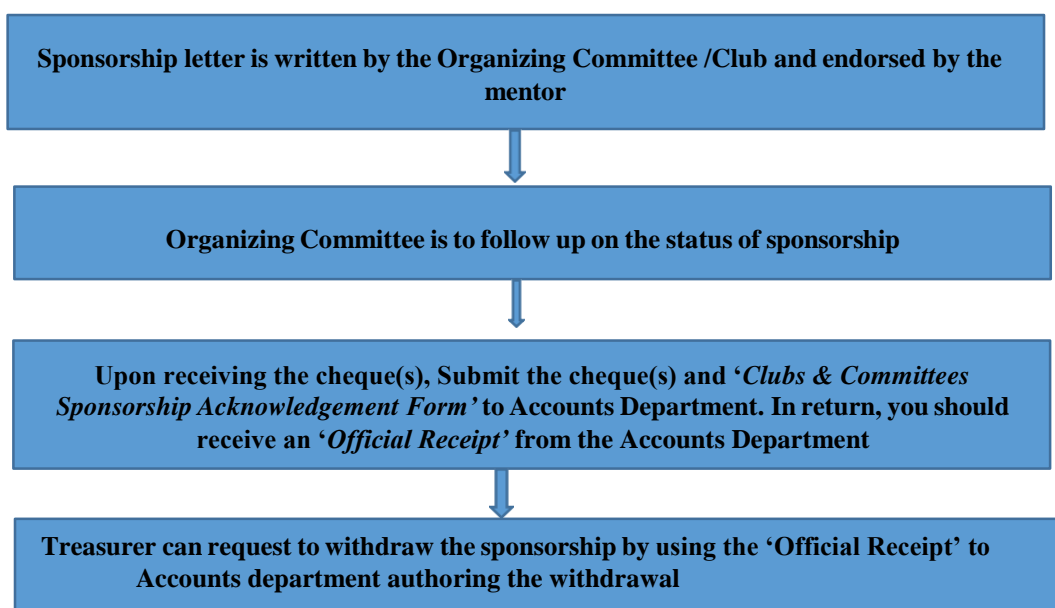 Sponsorship letter is written by the Organizing Committee /Club and endorsed by the
mentor
Organizing Committee is to follow up on the status of sponsorship
Upon receiving the cheque(s), Submit the cheque(s) and ‘Clubs & Committees
Sponsorship Acknowledgement Form’ to Accounts Department. In return, you should
receive an ‘Official Receipt’ from the Accounts Department
Treasurer can request to withdraw the sponsorship by using the ‘Official Receipt’ to
Accounts department authoring the withdrawal